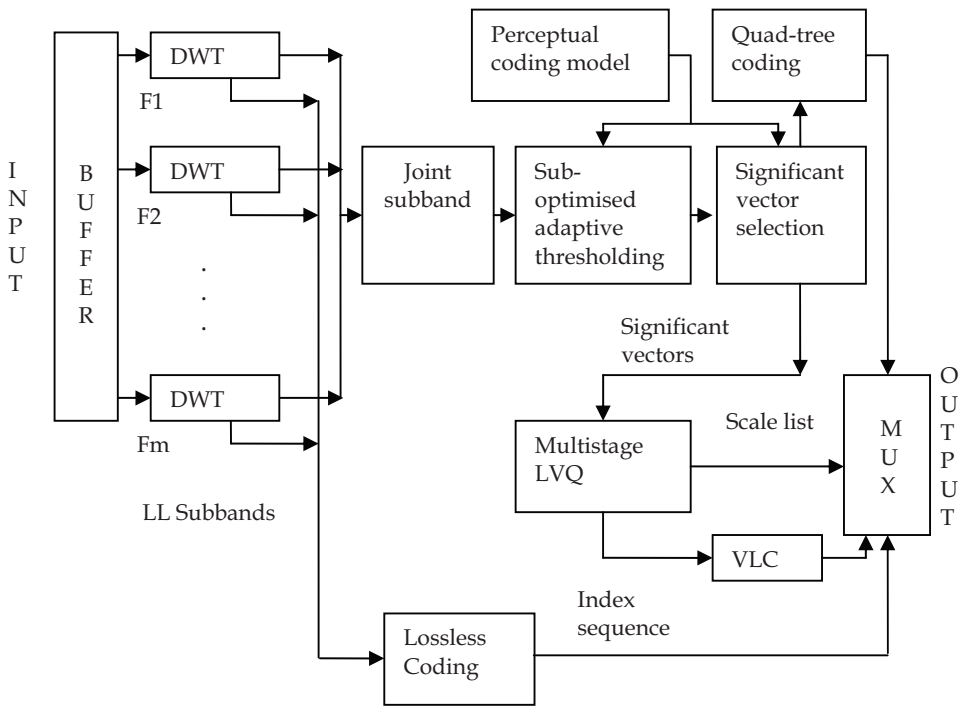 INPUT
BUFFER
DWT
F1
DWT
F2
.
.
.
DWT
Fm
LL Subbands
Joint
subband
Perceptual
coding model
Quad-tree
coding
Sub-
optimised
adaptive
thresholding
Significant
vector
selection
Significant
vectors
Multistage
LVQ
Scale list
VLC
Index
sequence
Lossless
Coding
MUX
OUTPUT